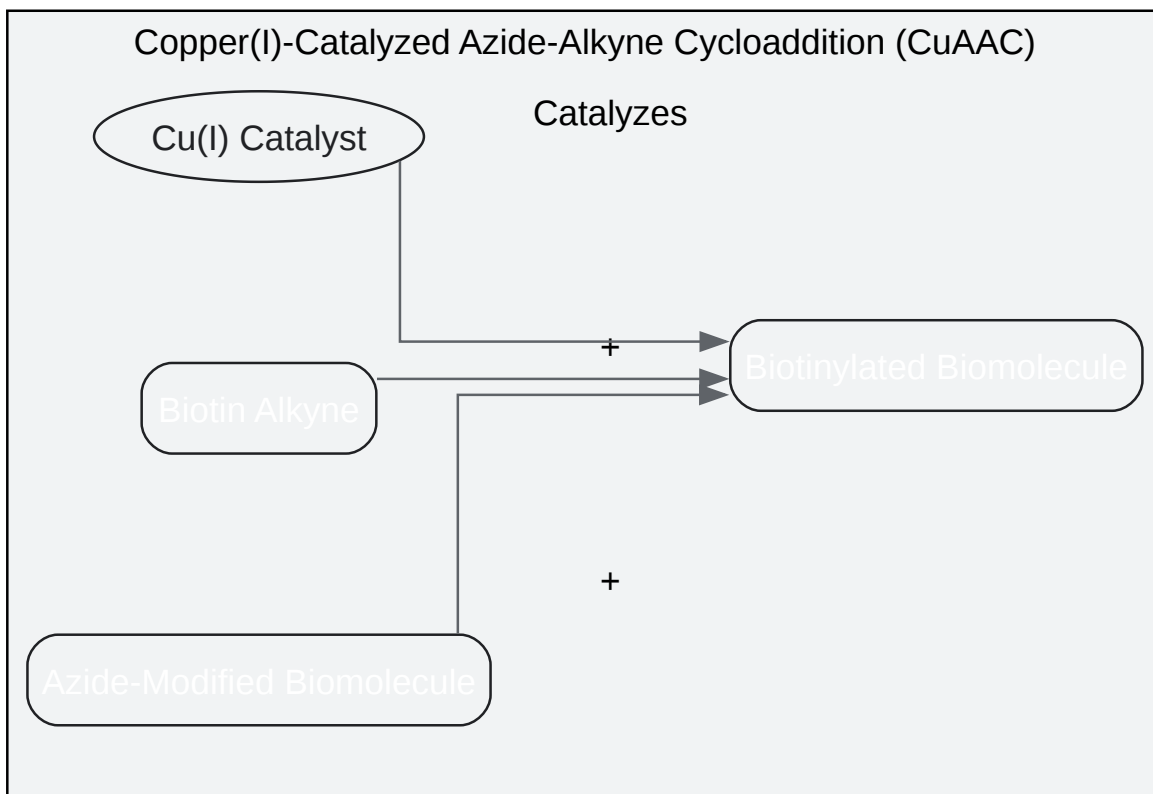 Copper(I)-Catalyzed Azide-Alkyne Cycloaddition (CuAAC)
Catalyzes
Cu(I) Catalyst
+
Biotinylated Biomolecule
Biotin Alkyne
+
Azide-Modified Biomolecule